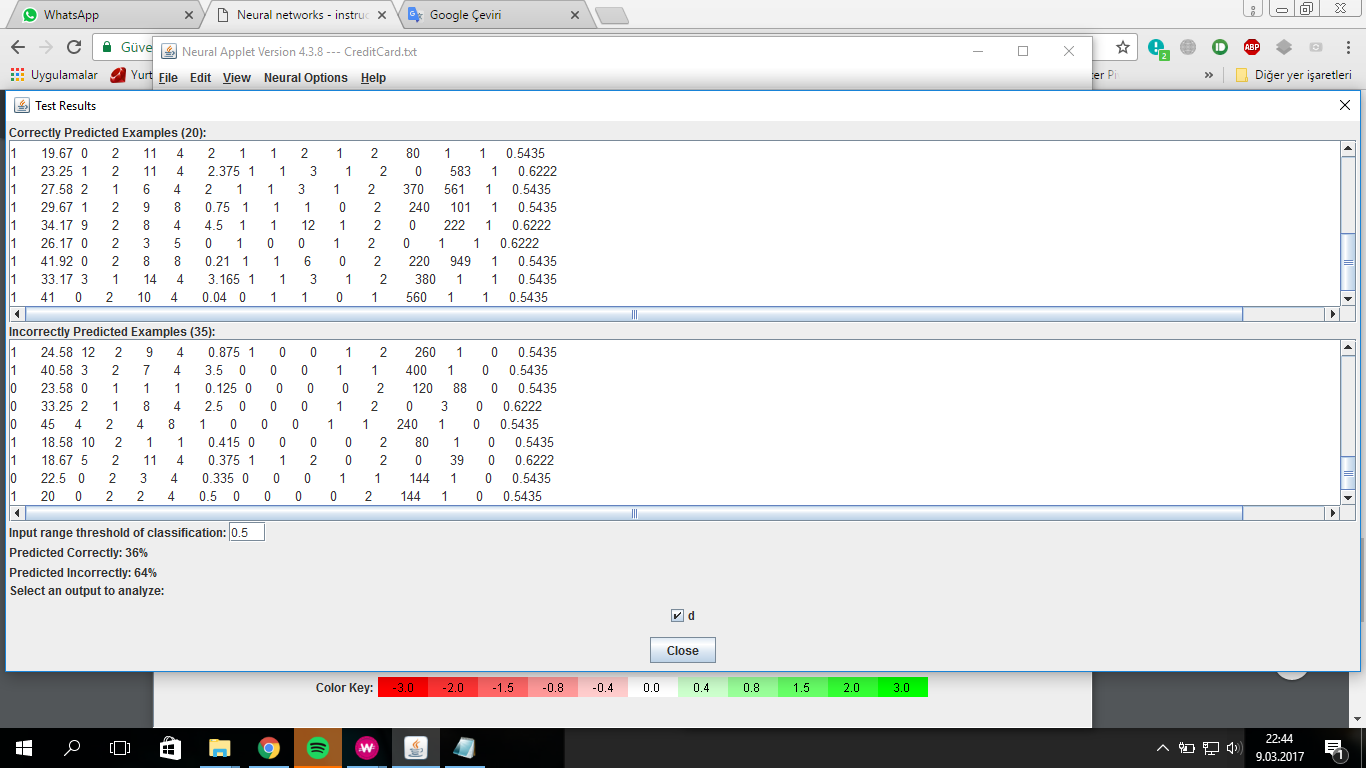 WhatsApp
Neural networks - instruc
Google Çeviri
Güve
Neural Applet Version 4.3.8 --- CreditCard.txt
ABP
2
Uygulamalar
Yurt
File Edit View Neural Options Help
»
Diğer yer işaretleri
Test Results
Correctly Predicted Examples (20):
1 19.67 0 2 11 4 2 1 1 2 1 2 80 1 1 0.5435
1 23.25 1 2 11 4 2.375 1 1 3 1 2 0 583 1 0.6222
1 27.58 2 1 6 4 2 1 1 3 1 2 370 561 1 0.5435
1 29.67 1 2 9 8 0.75 1 1 1 0 2 240 101 1 0.5435
1 34.17 9 2 8 4 4.5 1 1 12 1 2 0 222 1 0.6222
1 26.17 0 2 3 5 0 1 0 0 1 2 0 1 1 0.6222
1 41.92 0 2 8 8 0.21 1 1 6 0 2 220 949 1 0.5435
1 33.17 3 1 14 4 3.165 1 1 3 1 2 380 1 1 0.5435
1 41 0 2 10 4 0.04 0 1 1 0 1 560 1 1 0.5435
Incorrectly Predicted Examples (35):
1 24.58 12 2 9 4 0.875 1 0 0 1 2 260 1 0 0.5435
1 40.58 3 2 7 4 3.5 0 0 0 1 1 400 1 0 0.5435
0 23.58 0 1 1 1 0.125 0 0 0 0 2 120 88 0 0.5435
0 33.25 2 1 8 4 2.5 0 0 0 1 2 0 3 0 0.6222
0 45 4 2 4 8 1 0 0 0 1 1 240 1 0 0.5435
1 18.58 10 2 1 1 0.415 0 0 0 0 2 80 1 0 0.5435
1 18.67 5 2 11 4 0.375 1 1 2 0 2 0 39 0 0.6222
0 22.5 0 2 3 4 0.335 0 0 0 1 1 144 1 0 0.5435
1 20 0 2 2 4 0.5 0 0 0 0 2 144 1 0 0.5435
Input range threshold of classification: 0.5
Predicted Correctly: 36%
Predicted Incorrectly: 64%
Select an output to analyze:
d
Close
Color Key: -3.0 -2.0 -1.5 -0.8 -0.4 0.0 0.4 0.8 1.5 2.0 3.0
22:44
9.03.2017
1